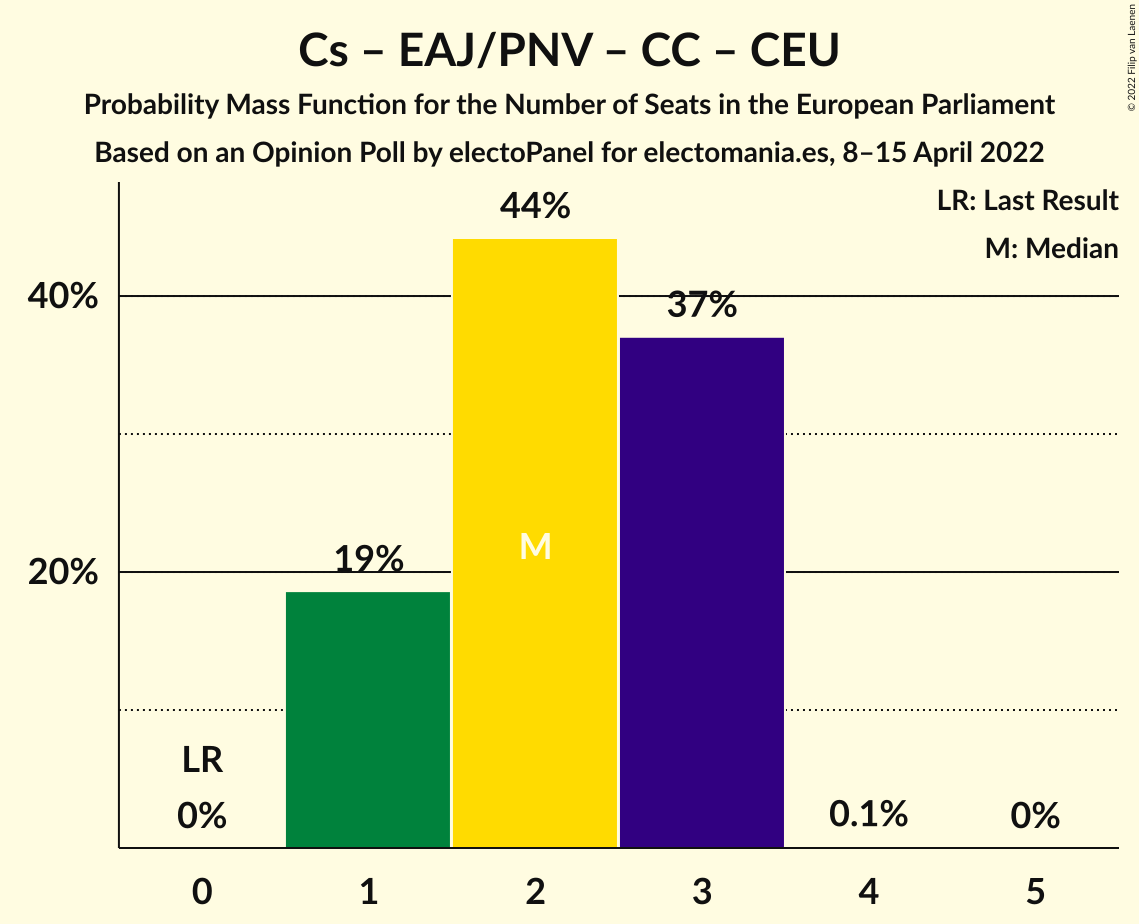 Cs – EAJ/PNV – CC – CEU
Probability Mass Function for the Number of Seats in the European Parliament
Based on an Opinion Poll by electoPanel for electomania.es, 8–15 April 2022
© 2022 Filip van Laenen
LR: Last Result
M: Median
44%
40%
37%
M
19%
20%
LR
0%
0.1%
0%
0 1 2 3 4 5